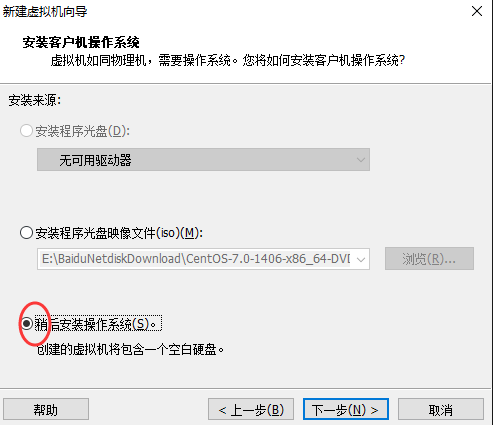 新建虚拟机向导
安装客户机操作系统
虚拟机如同物理机，需要操作系统。您将如何安装客户机操作系统?
安装来源:
安装程序光盘(D):
无可用驱动器
安装程序光盘映像文件(iso)(M):
E:\BaiduNetdiskDownload\CentOS-7.0-1406-x86_64-DVD
浏览(R)...
稍后安装操作系统(S)。
创建的虚拟机将包含一个空白硬盘。
帮助
< 上一步(B)
下一步(N) >
取消